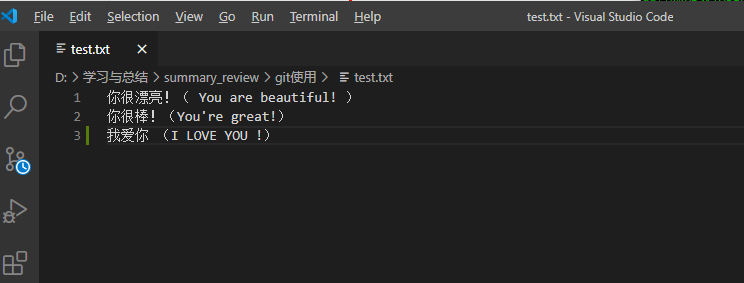 File Edit Selection View Go Run Terminal Help test.txt - Visual Studio Code
test.txt
D: > 学习与总结 > summary_review > git使用 > test.txt
1 你很漂亮! ( You are beautiful! )
2 你很棒! (You're great!)
3 我爱你 (I LOVE YOU !)